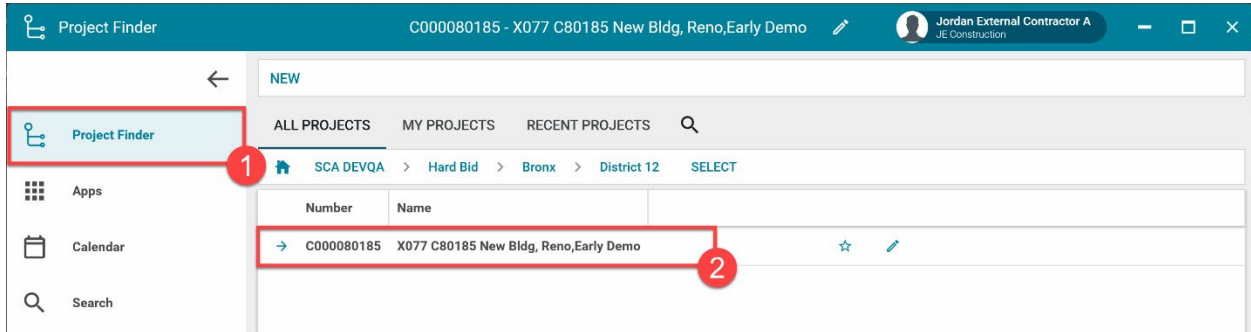 Project Finder
C000080185 - X077 C80185 New Bldg, Reno,Early Demo
Jordan External Contractor A
JE Construction
NEW
Project Finder
1
ALL PROJECTS MY PROJECTS RECENT PROJECTS
SCA DEVQA > Hard Bid > Bronx > District 12 SELECT
Apps
Number Name
Calendar
C000080185 X077 C80185 New Bldg, Reno,Early Demo
2
Search